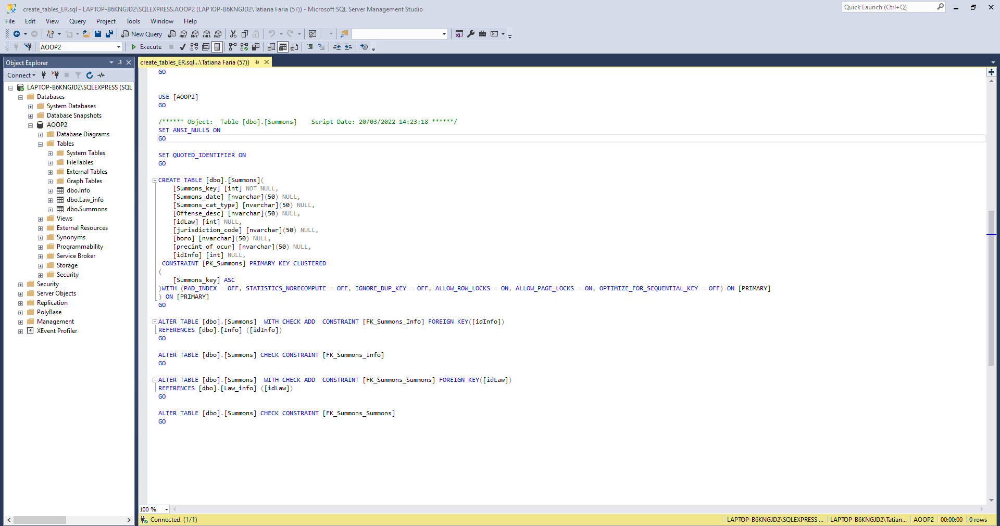 create_tables_ER.sql - LAPTOP-B6KNGJD2\SQLEXPRESS.AOOP2 (LAPTOP-B6KNGJD2\Tatiana Faria (57)) - Microsoft SQL Server Management Studio
Quick Launch (Ctrl+Q)
File Edit View Query Project Tools Window Help
New Query MDX DMX XMLA DAX
AOOP2 Execute
Object Explorer
create_tables_ER.sql...\Tatiana Faria (57))
Connect
LAPTOP-B6KNGJD2\SQLEXPRESS (SQL
Databases
System Databases
Database Snapshots
AOOP2
Database Diagrams
Tables
System Tables
FileTables
External Tables
Graph Tables
dbo.Info
dbo.Law_info
dbo.Summons
Views
External Resources
Synonyms
Programmability
Service Broker
Storage
Security
Security
Server Objects
Replication
PolyBase
Management
XEvent Profiler
GO
USE [AOOP2]
GO
/****** Object:  Table [dbo].[Summons]    Script Date: 20/03/2022 14:23:18 ******/
SET ANSI_NULLS ON
GO
SET QUOTED_IDENTIFIER ON
GO
CREATE TABLE [dbo].[Summons](
[Summons_key] [int] NOT NULL,
[Summons_date] [nvarchar](50) NULL,
[Summons_cat_type] [nvarchar](50) NULL,
[Offense_desc] [nvarchar](50) NULL,
[idLaw] [int] NULL,
[jurisdiction_code] [nvarchar](50) NULL,
[boro] [nvarchar](50) NULL,
[precint_of_ocur] [nvarchar](50) NULL,
[idInfo] [int] NULL,
CONSTRAINT [PK_Summons] PRIMARY KEY CLUSTERED
(
[Summons_key] ASC
)WITH (PAD_INDEX = OFF, STATISTICS_NORECOMPUTE = OFF, IGNORE_DUP_KEY = OFF, ALLOW_ROW_LOCKS = ON, ALLOW_PAGE_LOCKS = ON, OPTIMIZE_FOR_SEQUENTIAL_KEY = OFF) ON [PRIMARY]
) ON [PRIMARY]
GO
ALTER TABLE [dbo].[Summons]  WITH CHECK ADD  CONSTRAINT [FK_Summons_Info] FOREIGN KEY([idInfo])
REFERENCES [dbo].[Info] ([idInfo])
GO
ALTER TABLE [dbo].[Summons] CHECK CONSTRAINT [FK_Summons_Info]
GO
ALTER TABLE [dbo].[Summons]  WITH CHECK ADD  CONSTRAINT [FK_Summons_Summons] FOREIGN KEY([idLaw])
REFERENCES [dbo].[Law_info] ([idLaw])
GO
ALTER TABLE [dbo].[Summons] CHECK CONSTRAINT [FK_Summons_Summons]
GO
100 %
Connected. (1/1)
LAPTOP-B6KNGJD2\SQLEXPRESS ... LAPTOP-B6KNGJD2\Tatian... AOOP2 00:00:00 0 rows